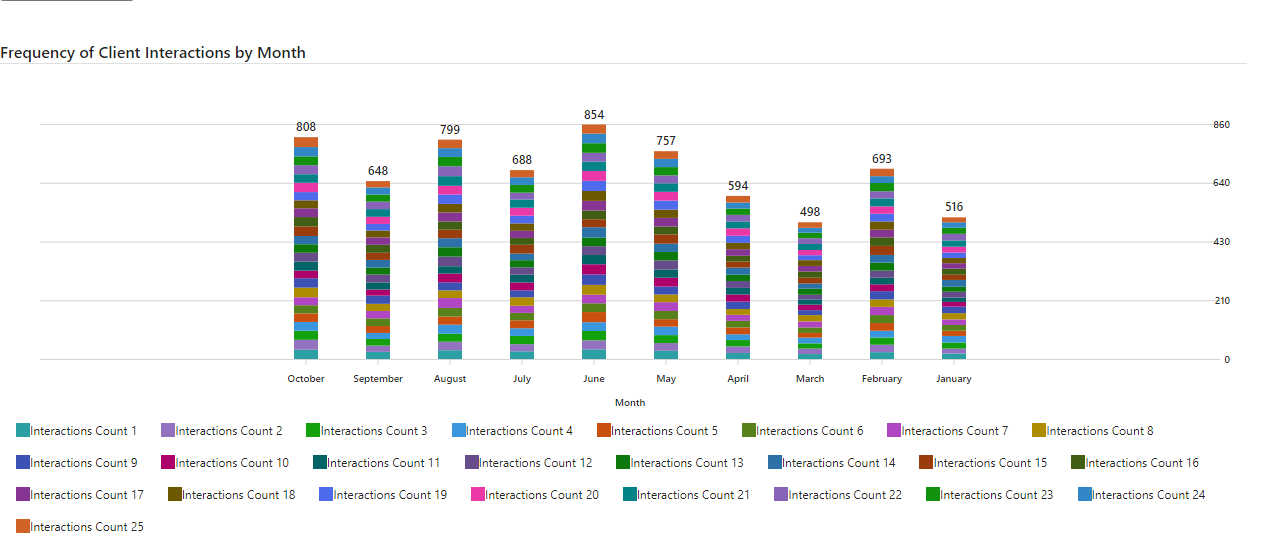 Frequency of Client Interactions by Month
854
808
799
757
693
688
648
594
516
498
860
640
430
210
0
October September August July June May April March February January
Month
Interactions Count 1 Interactions Count 2 Interactions Count 3 Interactions Count 4 Interactions Count 5 Interactions Count 6 Interactions Count 7 Interactions Count 8
Interactions Count 9 Interactions Count 10 Interactions Count 11 Interactions Count 12 Interactions Count 13 Interactions Count 14 Interactions Count 15 Interactions Count 16
Interactions Count 17 Interactions Count 18 Interactions Count 19 Interactions Count 20 Interactions Count 21 Interactions Count 22 Interactions Count 23 Interactions Count 24
Interactions Count 25